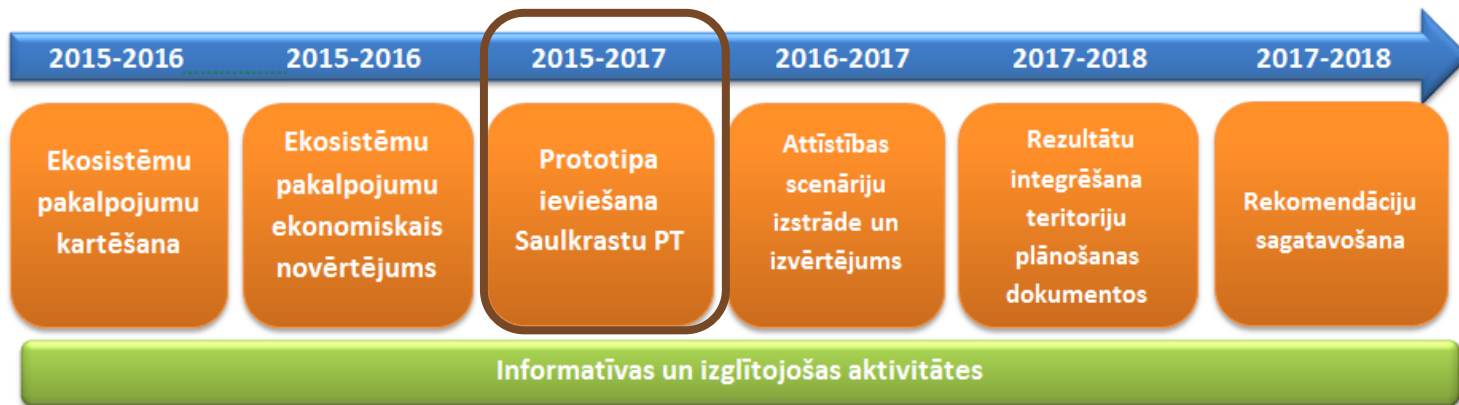 2015-2016
2015-2016
2015-2017
2016-2017
2017-2018
2017-2018
Ekosistēmu
pakalpojumu
kartēšana
Ekosistēmu
pakalpojumu
ekonomiskais
novērtējums
Prototipa
ieviešana
Saulkrastu PT
Attīstības
scenāriju
izstrāde un
izvērtējums
Rezultātu
integrēšana
teritoriju
plānošanas
dokumentos
Rekomendāciju
sagatavošana
Informatīvas un izglītojošas aktivitātes